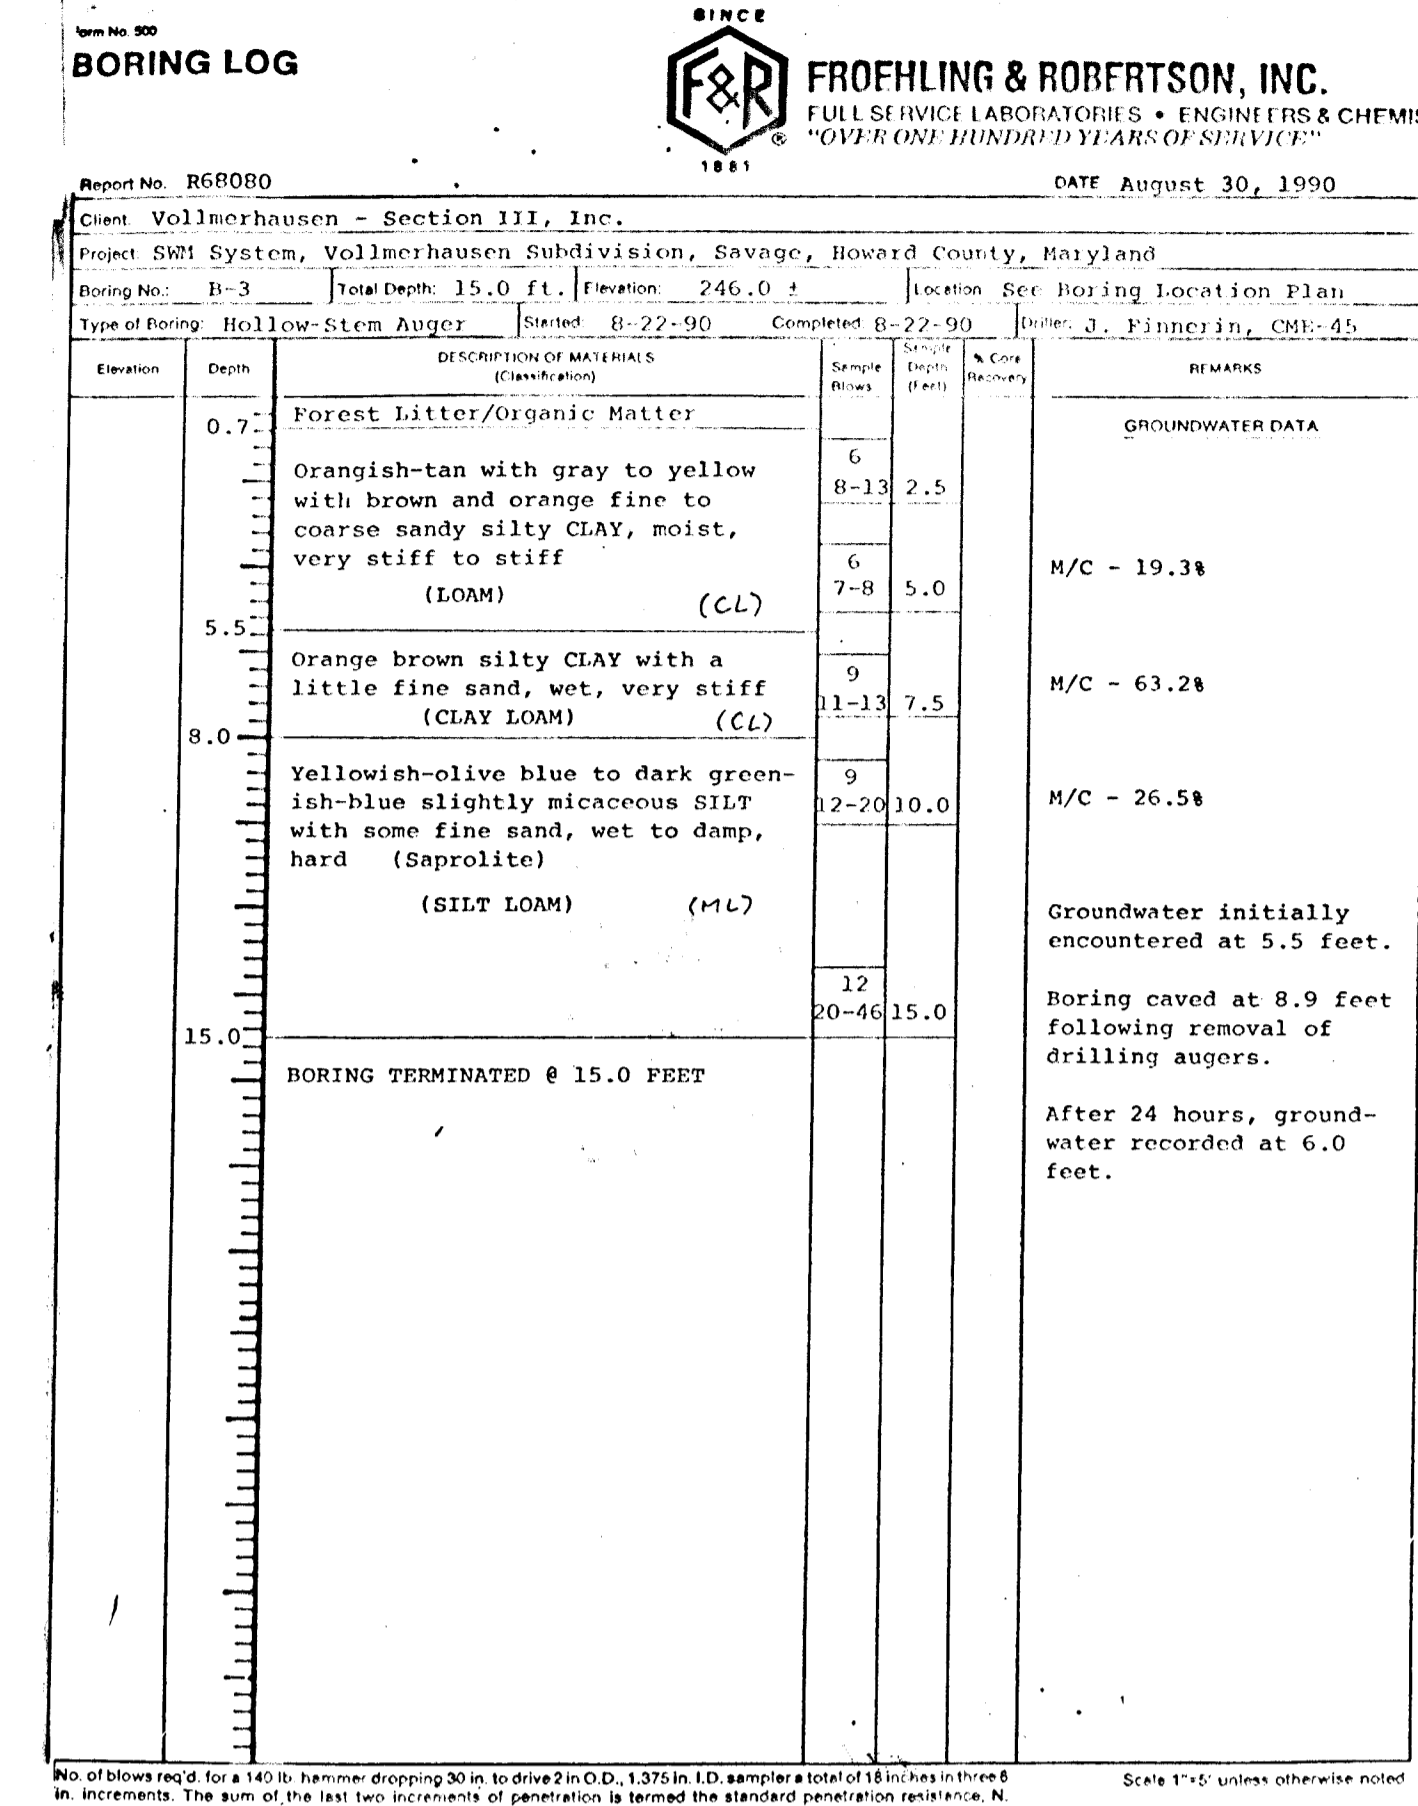 Form No. 500
BORING LOG
SINCE
F&R
®
1881
FROEHLING & ROBERTSON, INC.
FULL SERVICE LABORATORIES • ENGINEERS & CHEMIS
"OVER ONE HUNDRED YEARS OF SERVICE"
Report No. R68080 DATE August 30, 1990
Client: Vollmerhausen - Section III, Inc.
Project: SWM System, Vollmerhausen Subdivision, Savage, Howard County, Maryland
Boring No.: B-3 Total Depth: 15.0 ft. Elevation: 246.0 ± Location See Boring Location Plan
Type of Boring: Hollow-Stem Auger Started: 8-22-90 Completed: 8-22-90 Driller: J. Finnerin, CME-45
Elevation Depth DESCRIPTION OF MATERIALS (Classification) Sample Blows Sample Depth (Feet) % Core Recovery REMARKS
0.7 Forest Litter/Organic Matter GROUNDWATER DATA
6
Orangish-tan with gray to yellow
8-13 2.5
with brown and orange fine to
coarse sandy silty CLAY, moist,
very stiff to stiff 6 M/C - 19.3%
(LOAM) (CL) 7-8 5.0
5.5
Orange brown silty CLAY with a 9
little fine sand, wet, very stiff 11-13 7.5 M/C - 63.2%
(CLAY LOAM) (CL)
8.0
Yellowish-olive blue to dark green- 9
ish-blue slightly micaceous SILT 12-20 10.0 M/C - 26.5%
with some fine sand, wet to damp,
hard (Saprolite)
(SILT LOAM) (ML) Groundwater initially
encountered at 5.5 feet.
12 Boring caved at 8.9 feet
20-46 15.0 following removal of
15.0 drilling augers.
BORING TERMINATED @ 15.0 FEET
After 24 hours, ground-
water recorded at 6.0
feet.
No. of blows req'd. for a 140 lb. hammer dropping 30 in. to drive 2 in O.D., 1.375 in. I.D. sampler a total of 18 inches in three 6 Scale 1"=5' unless otherwise noted
in. increments. The sum of the last two increments of penetration is termed the standard penetration resistance, N.